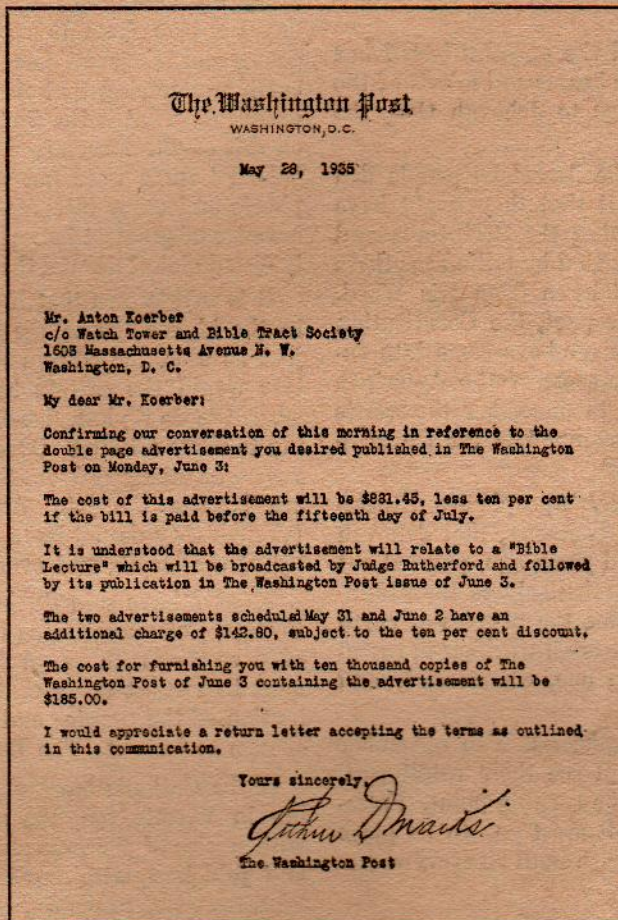 The Washington Post
WASHINGTON, D.C.
May 28, 1935
Mr. Anton Koerber
c/o Watch Tower and Bible Tract Society
1603 Massachusetts Avenue N. W.
Washington, D. C.
My dear Mr. Koerber:
Confirming our conversation of this morning in reference to the
double page advertisement you desired published in The Washington
Post on Monday, June 3:
The cost of this advertisement will be $831.45, less ten per cent
if the bill is paid before the fifteenth day of July.
It is understood that the advertisement will relate to a "Bible
Lecture" which will be broadcasted by Judge Rutherford and followed
by its publication in The Washington Post issue of June 3.
The two advertisements scheduled May 31 and June 2 have an
additional charge of $142.80, subject to the ten per cent discount.
The cost for furnishing you with ten thousand copies of The
Washington Post of June 3 containing the advertisement will be
$185.00.
I would appreciate a return letter accepting the terms as outlined
in this communication.
Yours sincerely,
Arthur D Marks
The Washington Post